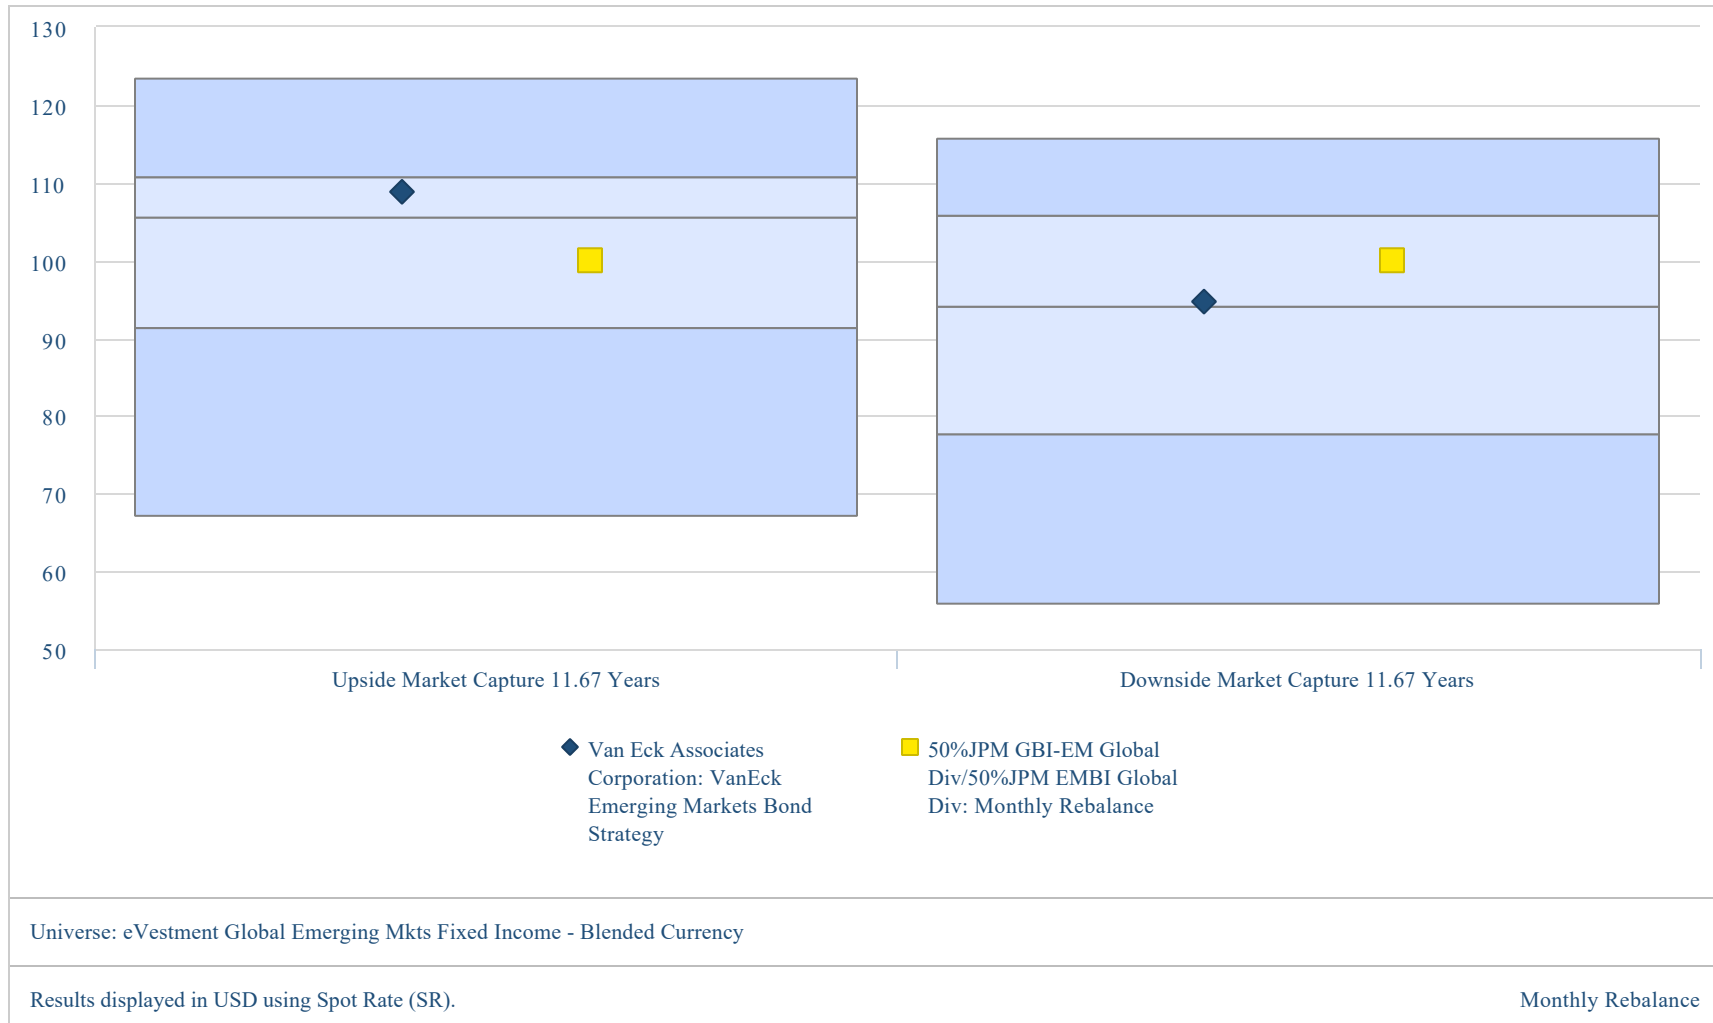 130
120
110
100
90
80
70
60
50
Upside Market Capture 11.67 Years
Downside Market Capture 11.67 Years
Van Eck Associates
Corporation: VanEck
Emerging Markets Bond
Strategy
50%JPM GBI-EM Global
Div/50%JPM EMBI Global
Div: Monthly Rebalance
Universe: eVestment Global Emerging Mkts Fixed Income - Blended Currency
Results displayed in USD using Spot Rate (SR).
Monthly Rebalance